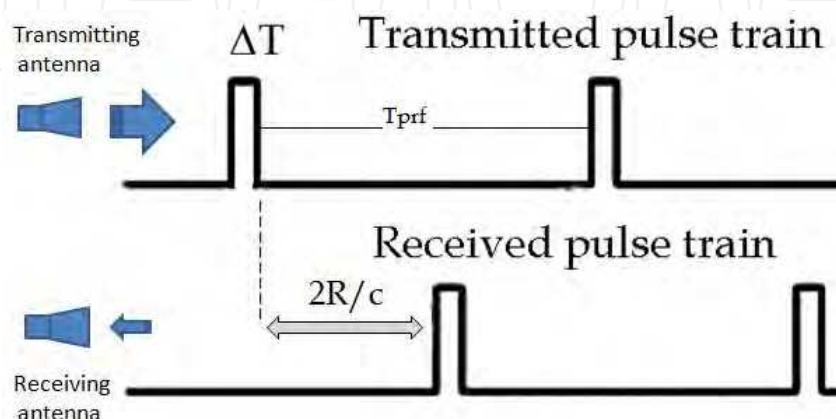 Transmitting
antenna
ΔT
Transmitted pulse train
Tprf
Received pulse train
2R/c
Receiving
antenna